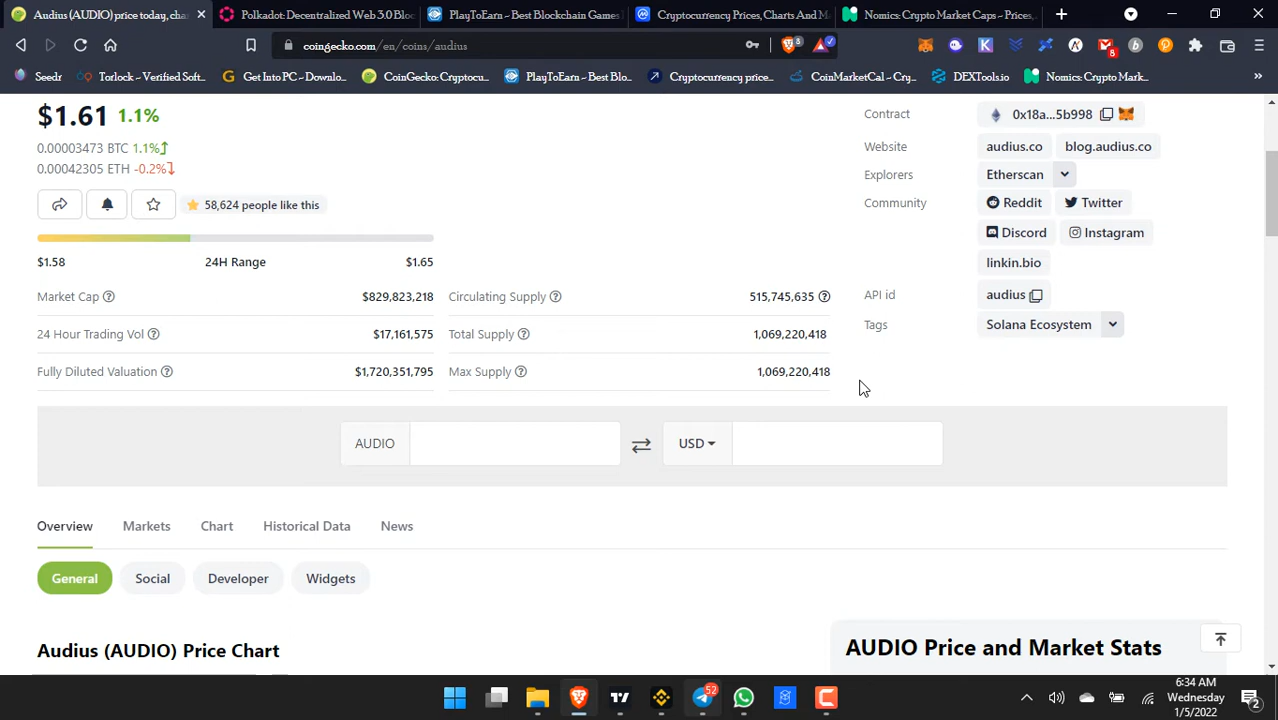 Audius (AUDIO) price today, cha
Polkadot: Decentralized Web 3.0 Bloc
PlayToEarn – Best Blockchain Games
Cryptocurrency Prices, Charts And M
Nomics: Crypto Market Caps – Prices,
coingecko.com/en/coins/audius
8
8
Seedr
Torlock – Verified Soft...
Get Into PC – Downlo...
CoinGecko: Cryptocu...
PlayToEarn – Best Blo...
Cryptocurrency price...
CoinMarketCal – Cry...
DEXTools.io
Nomics: Crypto Mark...
$1.61 1.1%
0.00003473 BTC 1.1%
0.00042305 ETH -0.2%
58,624 people like this
$1.58
24H Range
$1.65
Market Cap
$829,823,218
24 Hour Trading Vol
$17,161,575
Fully Diluted Valuation
$1,720,351,795
Circulating Supply
515,745,635
Total Supply
1,069,220,418
Max Supply
1,069,220,418
Contract
0x18a...5b998
Website
audius.co
blog.audius.co
Explorers
Etherscan
Community
Reddit
Twitter
Discord
Instagram
linkin.bio
API id
audius
Tags
Solana Ecosystem
AUDIO
USD
Overview
Markets
Chart
Historical Data
News
General
Social
Developer
Widgets
Audius (AUDIO) Price Chart
AUDIO Price and Market Stats
52
6:34 AM
Wednesday
1/5/2022
2